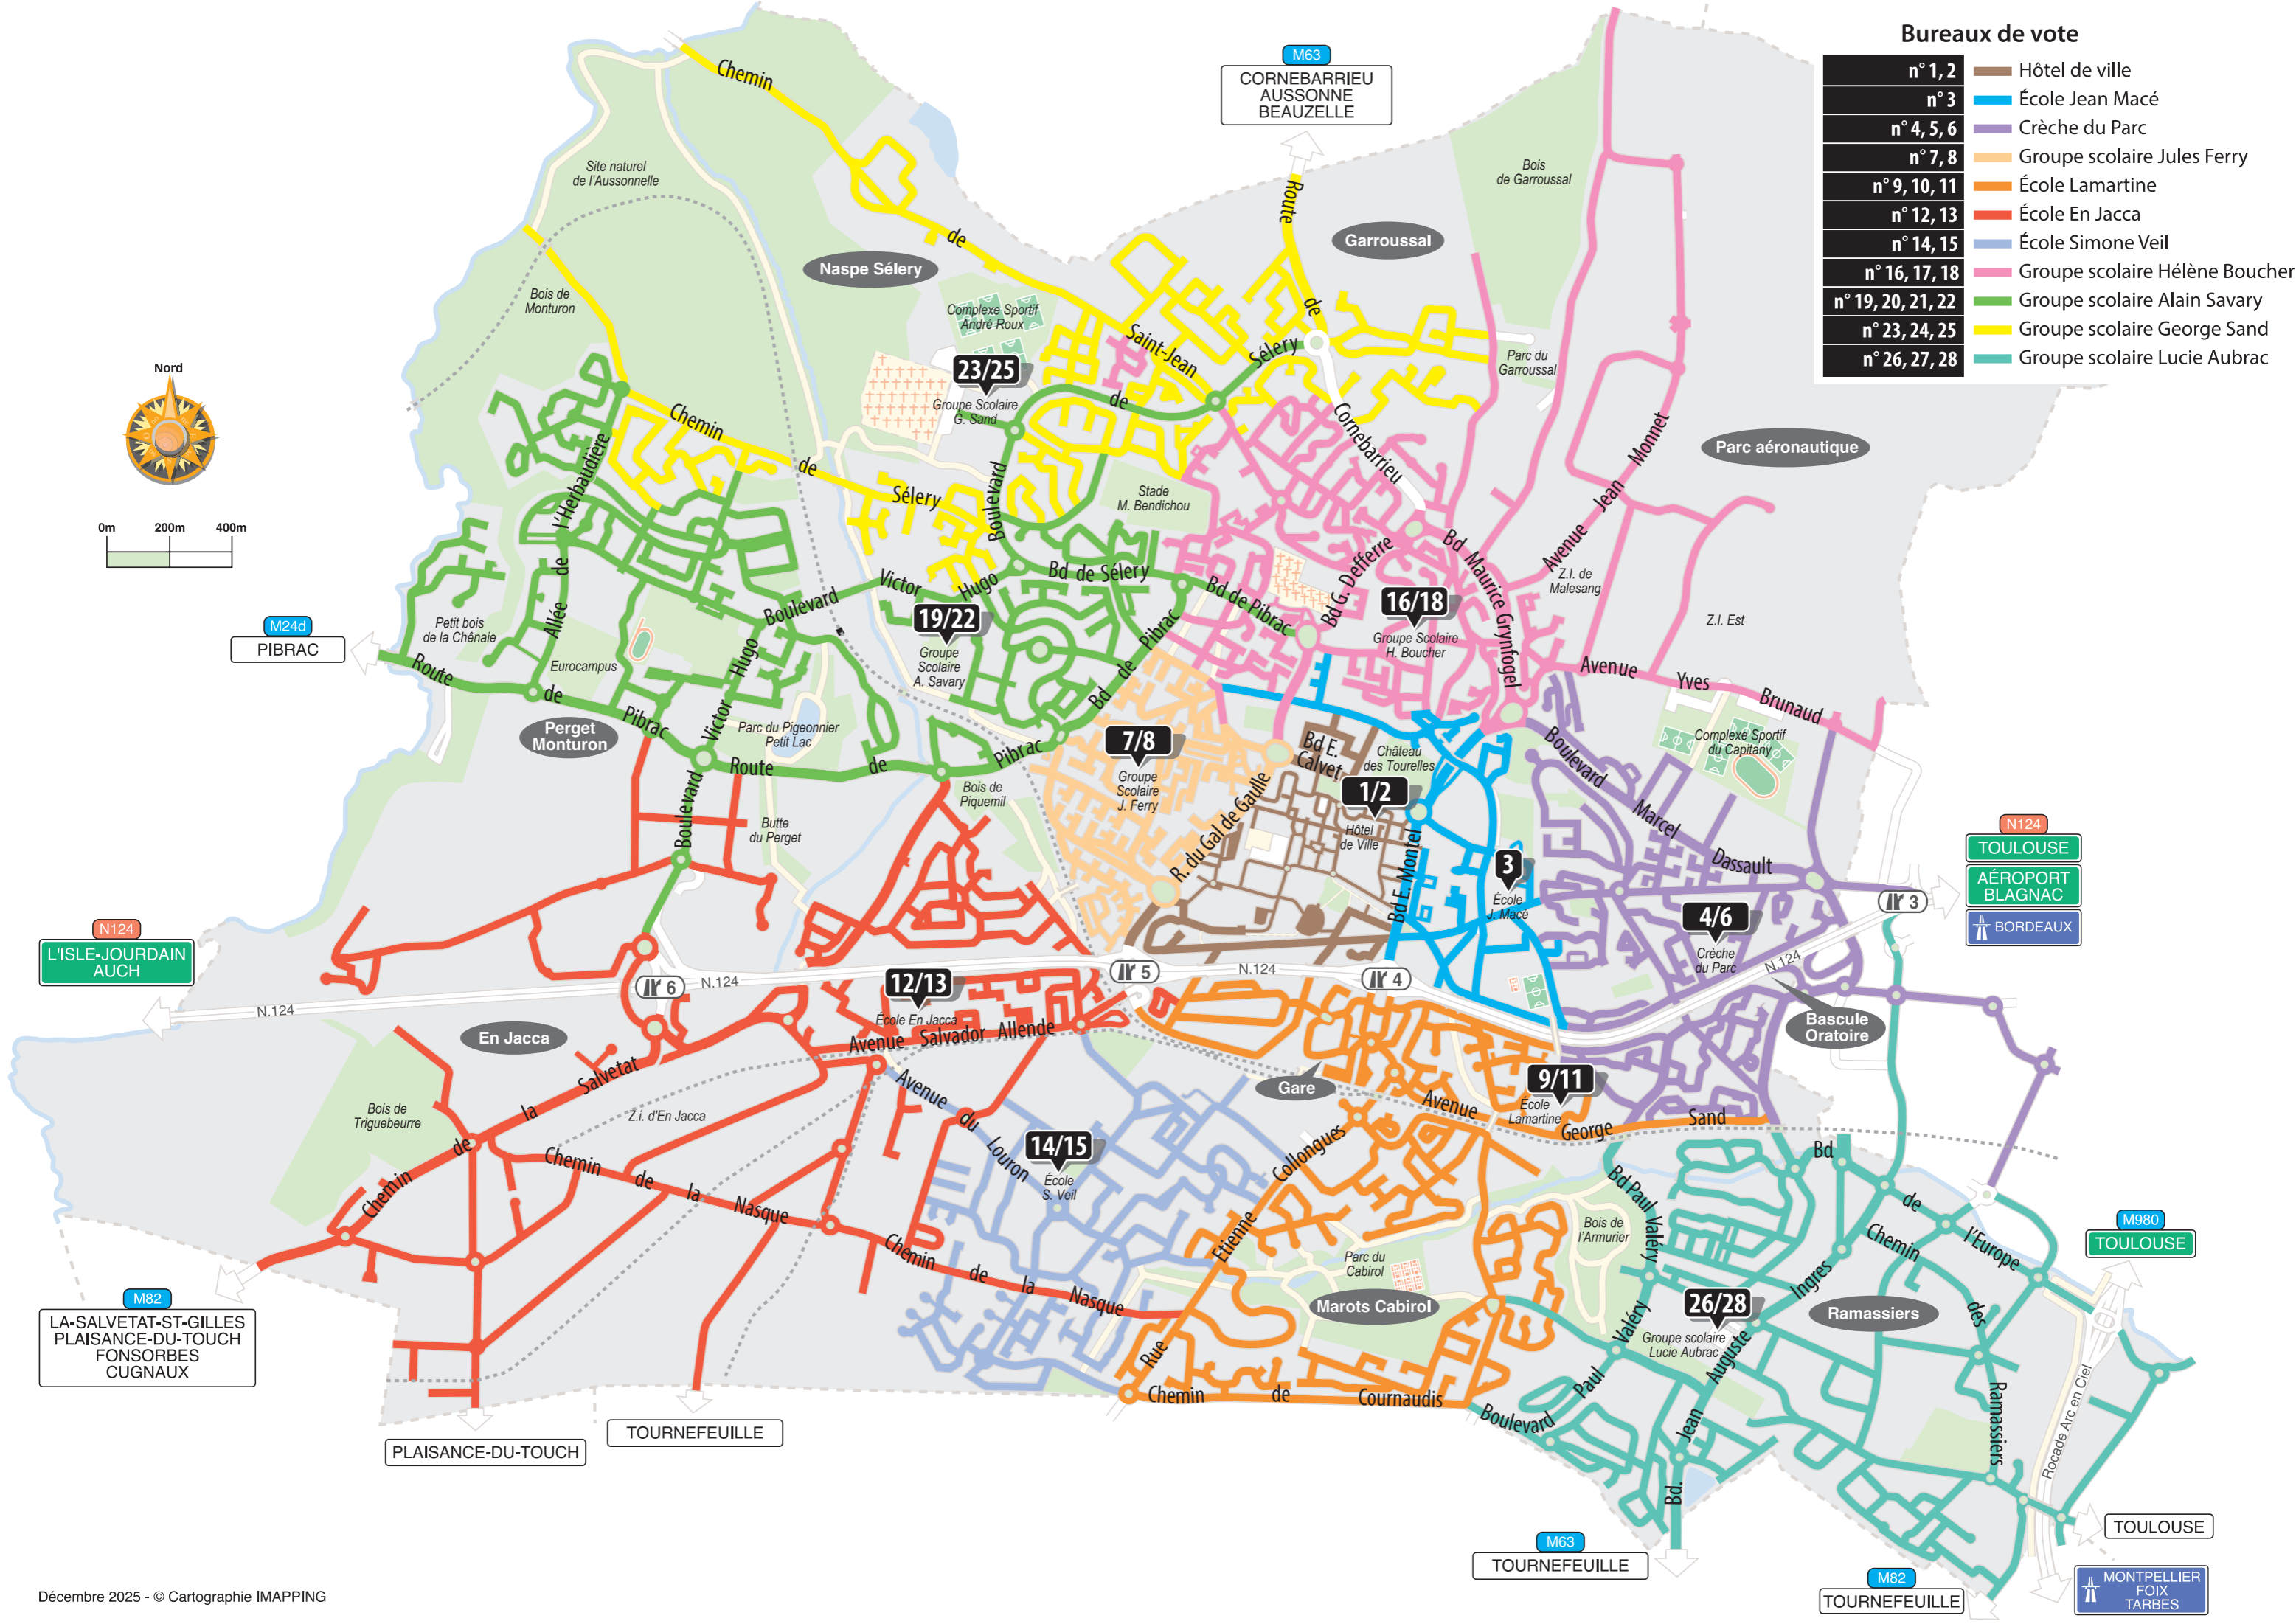 Bureaux de vote
n° 1, 2 Hôtel de ville
n° 3 École Jean Macé
n° 4, 5, 6 Crèche du Parc
n° 7, 8 Groupe scolaire Jules Ferry
n° 9, 10, 11 École Lamartine
n° 12, 13 École En Jacca
n° 14, 15 École Simone Veil
n° 16, 17, 18 Groupe scolaire Hélène Boucher
n° 19, 20, 21, 22 Groupe scolaire Alain Savary
n° 23, 24, 25 Groupe scolaire George Sand
n° 26, 27, 28 Groupe scolaire Lucie Aubrac
M63
CORNEBARRIEU
AUSSONNE
BEAUZELLE
Chemin
de
Saint-Jean
Site naturel
de l'Aussonnelle
Bois
de Garroussal
Route
de
Cornebarrieu
Garroussal
Naspe Sélery
Bois de
Monturon
Complexe Sportif
André Roux
Parc du
Garroussal
23/25
Groupe Scolaire
G. Sand
Nord
0m 200m 400m
Chemin
de
Sélery
Boulevard
de
Sélery
Stade
M. Bendichou
Parc aéronautique
Avenue Jean Monnet
Z.I. de
Malesang
Z.I. Est
Allée de l'Herbaudière
Petit bois
de la Chênaie
Eurocampus
M24d
PIBRAC
Route
de
Pibrac
Perget
Monturon
Boulevard
Victor
Hugo
Boulevard
Victor
Hugo
Bd de Sélery
19/22
Groupe
Scolaire
A. Savary
Bd de Pibrac
Bd de Pibrac
Bd G. Defferre
Bd Maurice Grynfogel
16/18
Groupe Scolaire
H. Boucher
Avenue
Yves
Brunaud
Complexe Sportif
du Capitany
Parc du Pigeonnier
Petit Lac
Route
de
Pibrac
Bois de
Piquemil
Butte
du Perget
7/8
Groupe
Scolaire
J. Ferry
R. du Gal de Gaulle
Bd E.
Calvet
Château
des Tourelles
1/2
Hôtel
de Ville
Bd E. Montel
3
École
J. Macé
Boulevard
Marcel
Dassault
4/6
Crèche
du Parc
N124
TOULOUSE
AÉROPORT
BLAGNAC
BORDEAUX
3
N.124
Bascule
Oratoire
N124
L'ISLE-JOURDAIN
AUCH
N.124
6
N.124
5
N.124
4
12/13
École En Jacca
Avenue Salvador Allende
En Jacca
Bois de
Triguebeurre
Chemin
de
la
Salvetat
Z.i. d'En Jacca
Chemin
de
la
Nasque
Chemin
de
la
Nasque
Avenue
du
Louron
14/15
École
S. Veil
Gare
Avenue
George
Sand
9/11
École
Lamartine
Rue
Etienne
Collongues
Parc du
Cabirol
Marots Cabirol
Bois de
l'Armurier
Chemin
de
Cournaudis
Bd Paul Valéry
Boulevard
Paul
Valéry
26/28
Groupe scolaire
Lucie Aubrac
Bd.
Jean
Auguste
Ingres
Ramassiers
Bd
de
l'Europe
Chemin
des
Ramassiers
M980
TOULOUSE
Rocade Arc en Ciel
M82
LA-SALVETAT-ST-GILLES
PLAISANCE-DU-TOUCH
FONSORBES
CUGNAUX
PLAISANCE-DU-TOUCH
TOURNEFEUILLE
M63
TOURNEFEUILLE
M82
TOURNEFEUILLE
TOULOUSE
MONTPELLIER
FOIX
TARBES
Décembre 2025 - © Cartographie IMAPPING